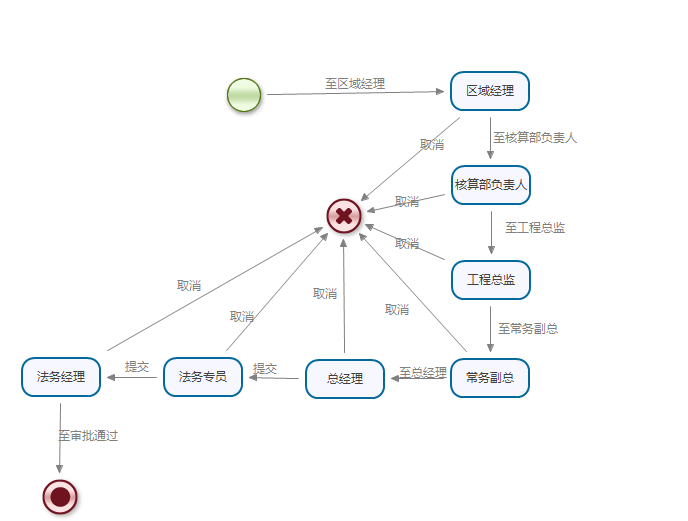 至区域经理
区域经理
取消
至核算部负责人
核算部负责人
取消
至工程总监
取消
工程总监
取消
取消
取消
取消
至常务副总
法务经理
提交
法务专员
提交
总经理
至总经理
常务副总
至审批通过